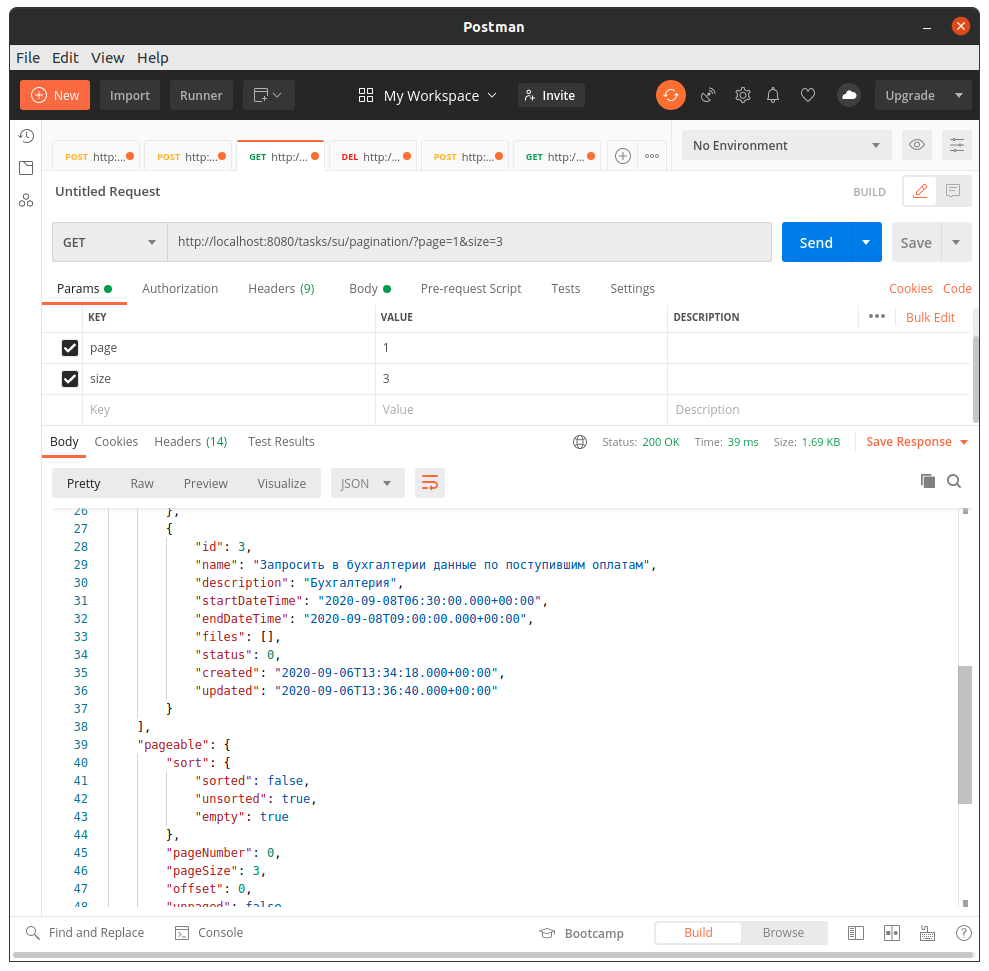 Postman
File Edit View Help
New Import Runner My Workspace Invite Upgrade
POST http:... POST http:... GET http:/... DEL http:/... POST http:... GET http:/... No Environment
Untitled Request BUILD
GET http://localhost:8080/tasks/su/pagination/?page=1&size=3 Send Save
Params Authorization Headers (9) Body Pre-request Script Tests Settings Cookies Code
KEY VALUE DESCRIPTION Bulk Edit
page 1
size 3
Key Value Description
Body Cookies Headers (14) Test Results Status: 200 OK Time: 39 ms Size: 1.69 KB Save Response
Pretty Raw Preview Visualize JSON
26 },
27 {
28 "id": 3,
29 "name": "Запросить в бухгалтерии данные по поступившим оплатам",
30 "description": "Бухгалтерия",
31 "startDateTime": "2020-09-08T06:30:00.000+00:00",
32 "endDateTime": "2020-09-08T09:00:00.000+00:00",
33 "files": [],
34 "status": 0,
35 "created": "2020-09-06T13:34:18.000+00:00",
36 "updated": "2020-09-06T13:36:40.000+00:00"
37 }
38 ],
39 "pageable": {
40 "sort": {
41 "sorted": false,
42 "unsorted": true,
43 "empty": true
44 },
45 "pageNumber": 0,
46 "pageSize": 3,
47 "offset": 0,
48 "unpaged": false
Find and Replace Console Bootcamp Build Browse